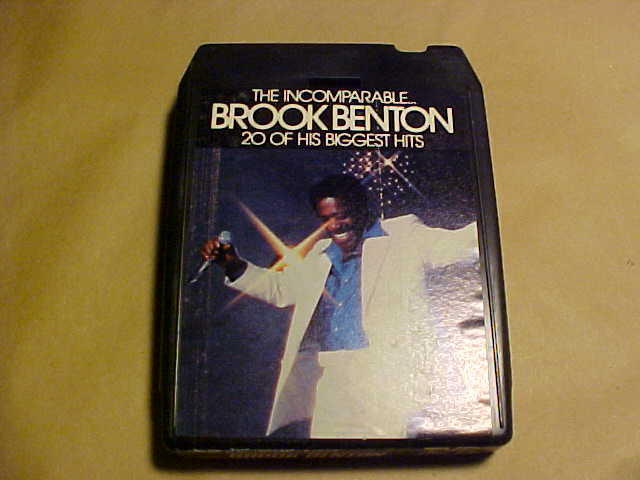 THE INCOMPARABLE...
BROOK BENTON
20 OF HIS BIGGEST HITS